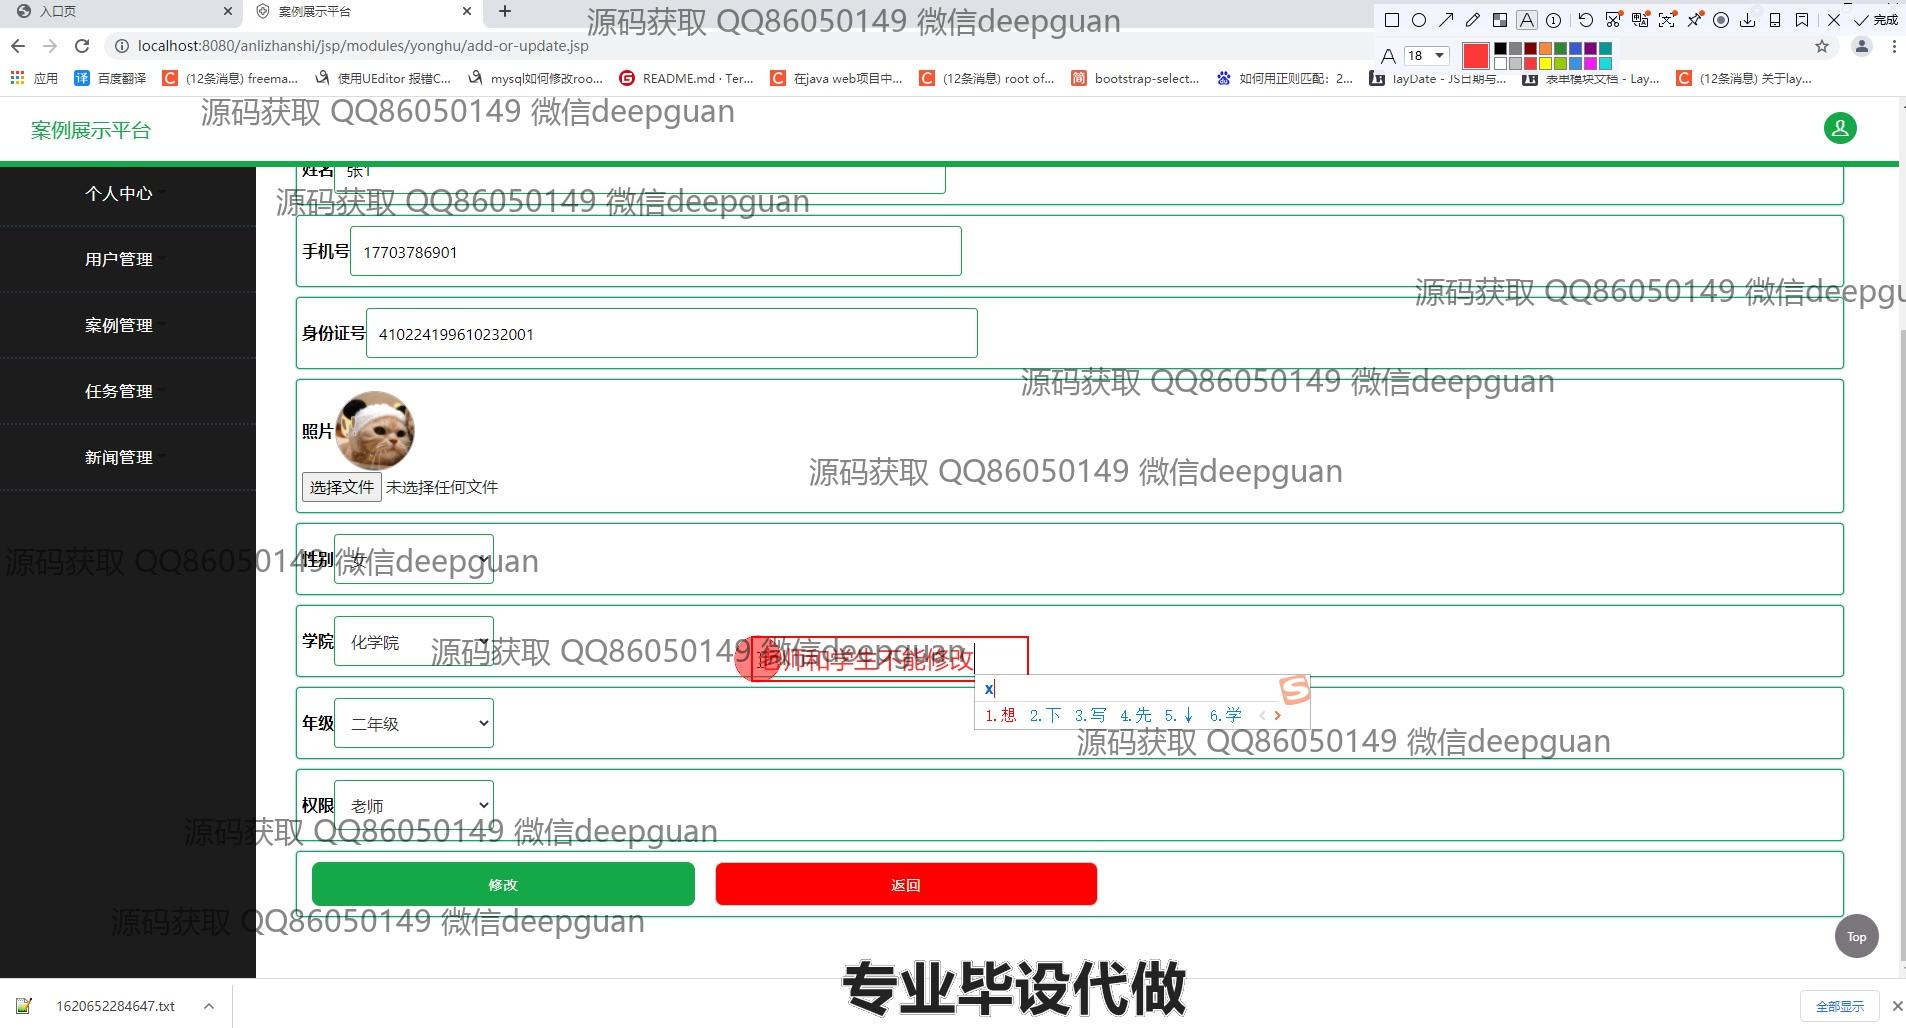 入口页
案例展示平台
源码获取 QQ86050149 微信deepguan
完成
localhost:8080/anlizhanshi/jsp/modules/yonghu/add-or-update.jsp
18
应用
百度翻译
(12条消息) freema...
使用UEditor 报错C...
mysql如何修改roo...
README.md · Ter...
在java web项目中...
(12条消息) root of...
bootstrap-select...
如何用正则匹配：2...
layDate - JS日期与...
表单模块文档 - Lay...
(12条消息) 关于lay...
源码获取 QQ86050149 微信deepguan
案例展示平台
个人中心
姓名 张1
源码获取 QQ86050149 微信deepguan
用户管理
手机号 17703786901
源码获取 QQ86050149 微信deepgu
案例管理
身份证号 410224199610232001
任务管理
源码获取 QQ86050149 微信deepguan
照片
新闻管理
源码获取 QQ86050149 微信deepguan
选择文件 未选择任何文件
性别 女
源码获取 QQ86050149 微信deepguan
学院 化学院
源码获取 QQ86050149 微信deepguan
老师和学生不能修改
x
1.想 2.下 3.写 4.先 5.↓ 6.学
年级 二年级
源码获取 QQ86050149 微信deepguan
权限 老师
源码获取 QQ86050149 微信deepguan
修改
返回
源码获取 QQ86050149 微信deepguan
Top
专业毕设代做
1620652284647.txt
全部显示